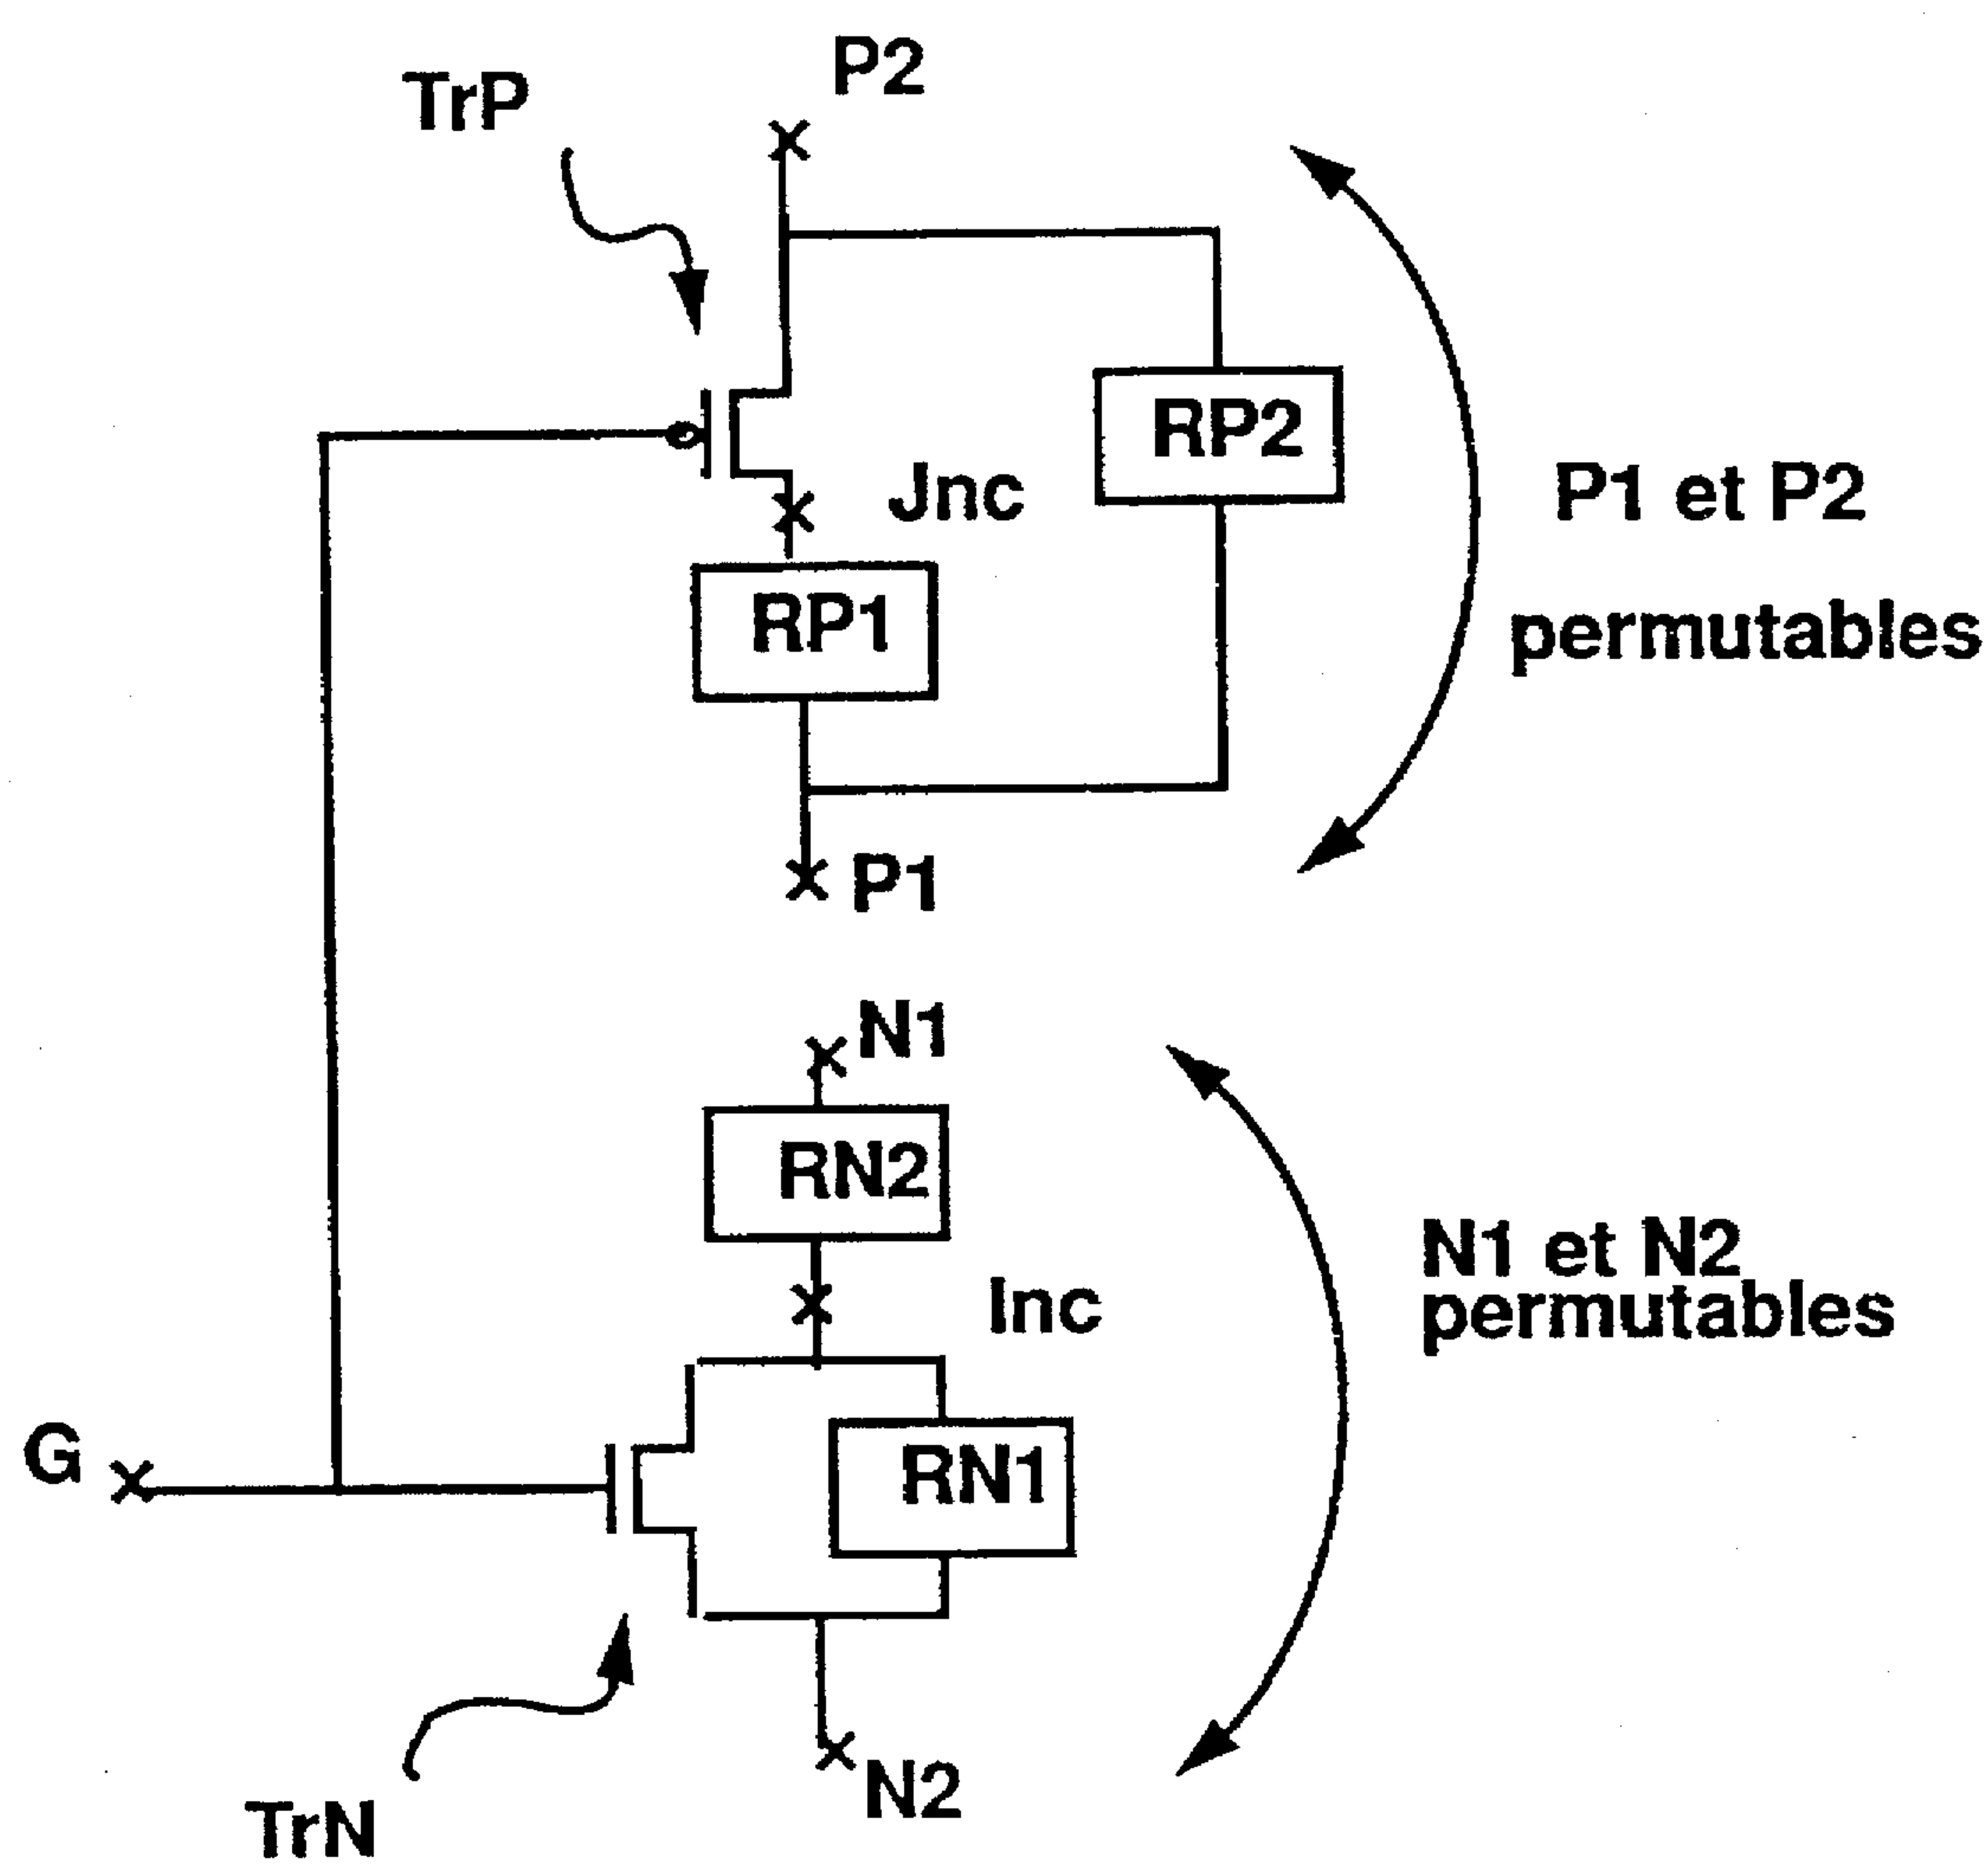 P2
TrP
RP2
Jnc
P1 et P2
permutables
RP1
P1
N1
RN2
N1 et N2
permutables
Inc
G
RN1
N2
TrN